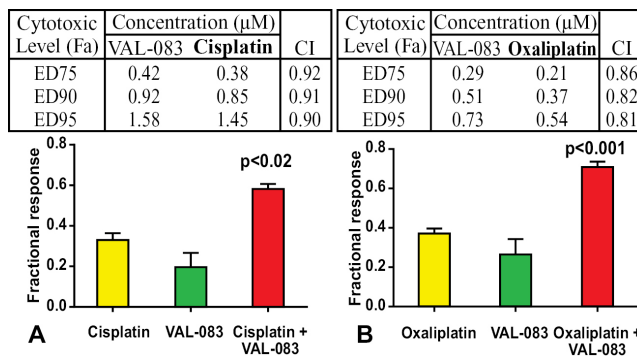 Cytotoxic Level (Fa) Concentration (µM) CI
VAL-083 Cisplatin
ED75 0.42 0.38 0.92
ED90 0.92 0.85 0.91
ED95 1.58 1.45 0.90
Cytotoxic Level (Fa) Concentration (µM) CI
VAL-083 Oxaliplatin
ED75 0.29 0.21 0.86
ED90 0.51 0.37 0.82
ED95 0.73 0.54 0.81
Fractional response
0.8
0.6
0.4
0.2
0.0
p<0.02
Cisplatin VAL-083 Cisplatin +
VAL-083
A
Fractional response
0.8
0.6
0.4
0.2
0.0
p<0.001
Oxaliplatin VAL-083 Oxaliplatin +
VAL-083
B